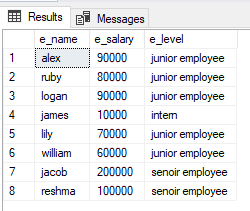 Results Messages
e_name e_salary e_level
1 alex 90000 junior employee
2 ruby 80000 junior employee
3 logan 90000 junior employee
4 james 10000 intern
5 lily 70000 junior employee
6 william 60000 junior employee
7 jacob 200000 senoir employee
8 reshma 100000 senoir employee